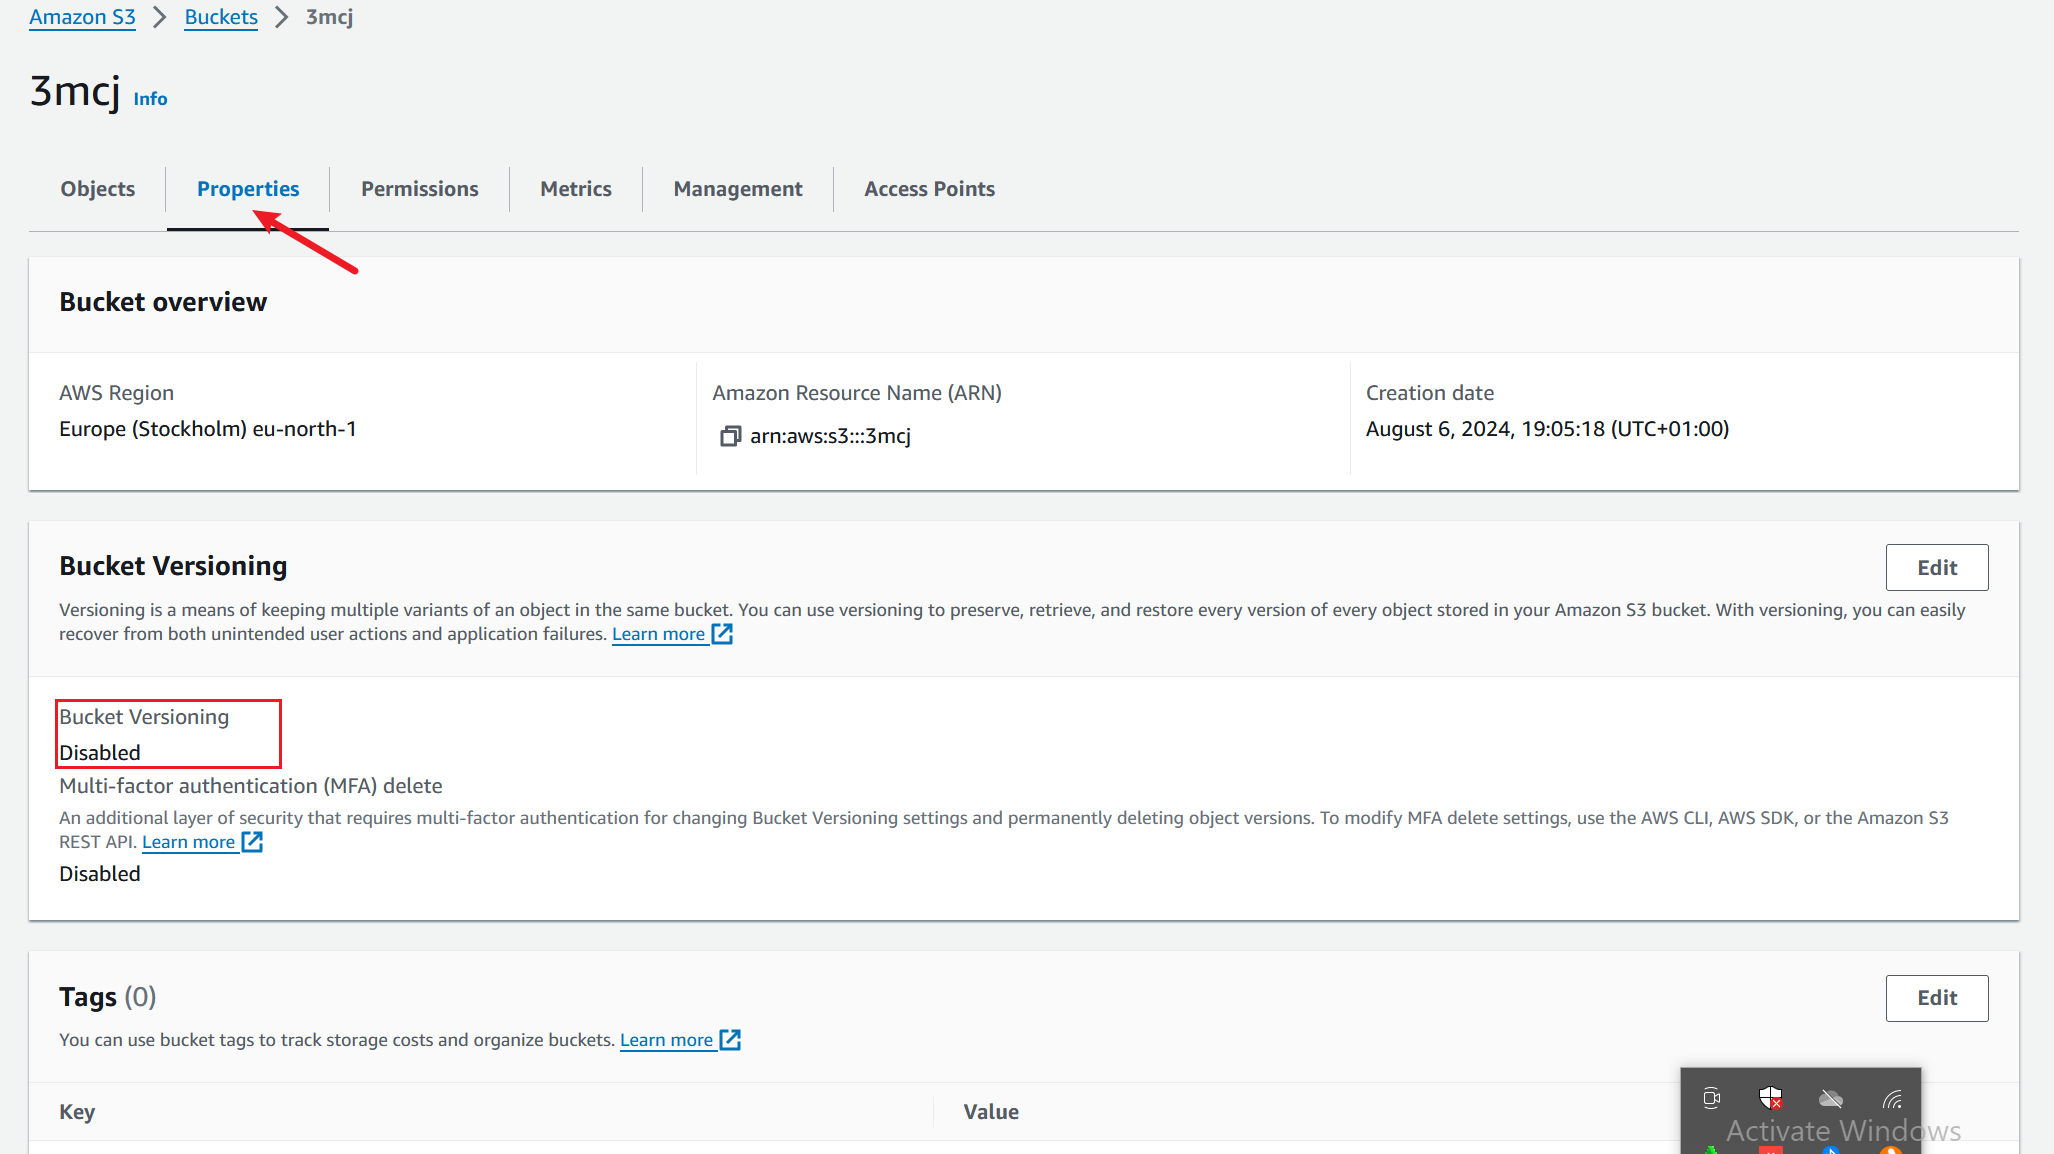 Amazon S3 > Buckets > 3mcj
3mcj Info
Objects Properties Permissions Metrics Management Access Points
Bucket overview
AWS Region
Europe (Stockholm) eu-north-1
Amazon Resource Name (ARN)
arn:aws:s3:::3mcj
Creation date
August 6, 2024, 19:05:18 (UTC+01:00)
Bucket Versioning
Edit
Versioning is a means of keeping multiple variants of an object in the same bucket. You can use versioning to preserve, retrieve, and restore every version of every object stored in your Amazon S3 bucket. With versioning, you can easily
recover from both unintended user actions and application failures. Learn more
Bucket Versioning
Disabled
Multi-factor authentication (MFA) delete
An additional layer of security that requires multi-factor authentication for changing Bucket Versioning settings and permanently deleting object versions. To modify MFA delete settings, use the AWS CLI, AWS SDK, or the Amazon S3
REST API. Learn more
Disabled
Tags (0)
Edit
You can use bucket tags to track storage costs and organize buckets. Learn more
Key Value
Activate Windows